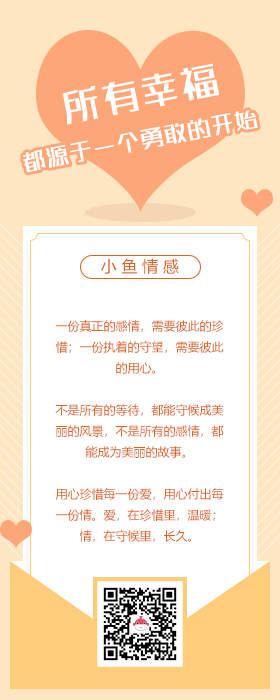 所有幸福
都源于一个勇敢的开始
小鱼情感
一份真正的感情，需要彼此的珍
惜；一份执着的守望，需要彼此
的用心。
不是所有的等待，都能守候成美
丽的风景，不是所有的感情，都
能成为美丽的故事。
用心珍惜每一份爱，用心付出每
一份情。爱，在珍惜里，温暖；
情，在守候里，长久。